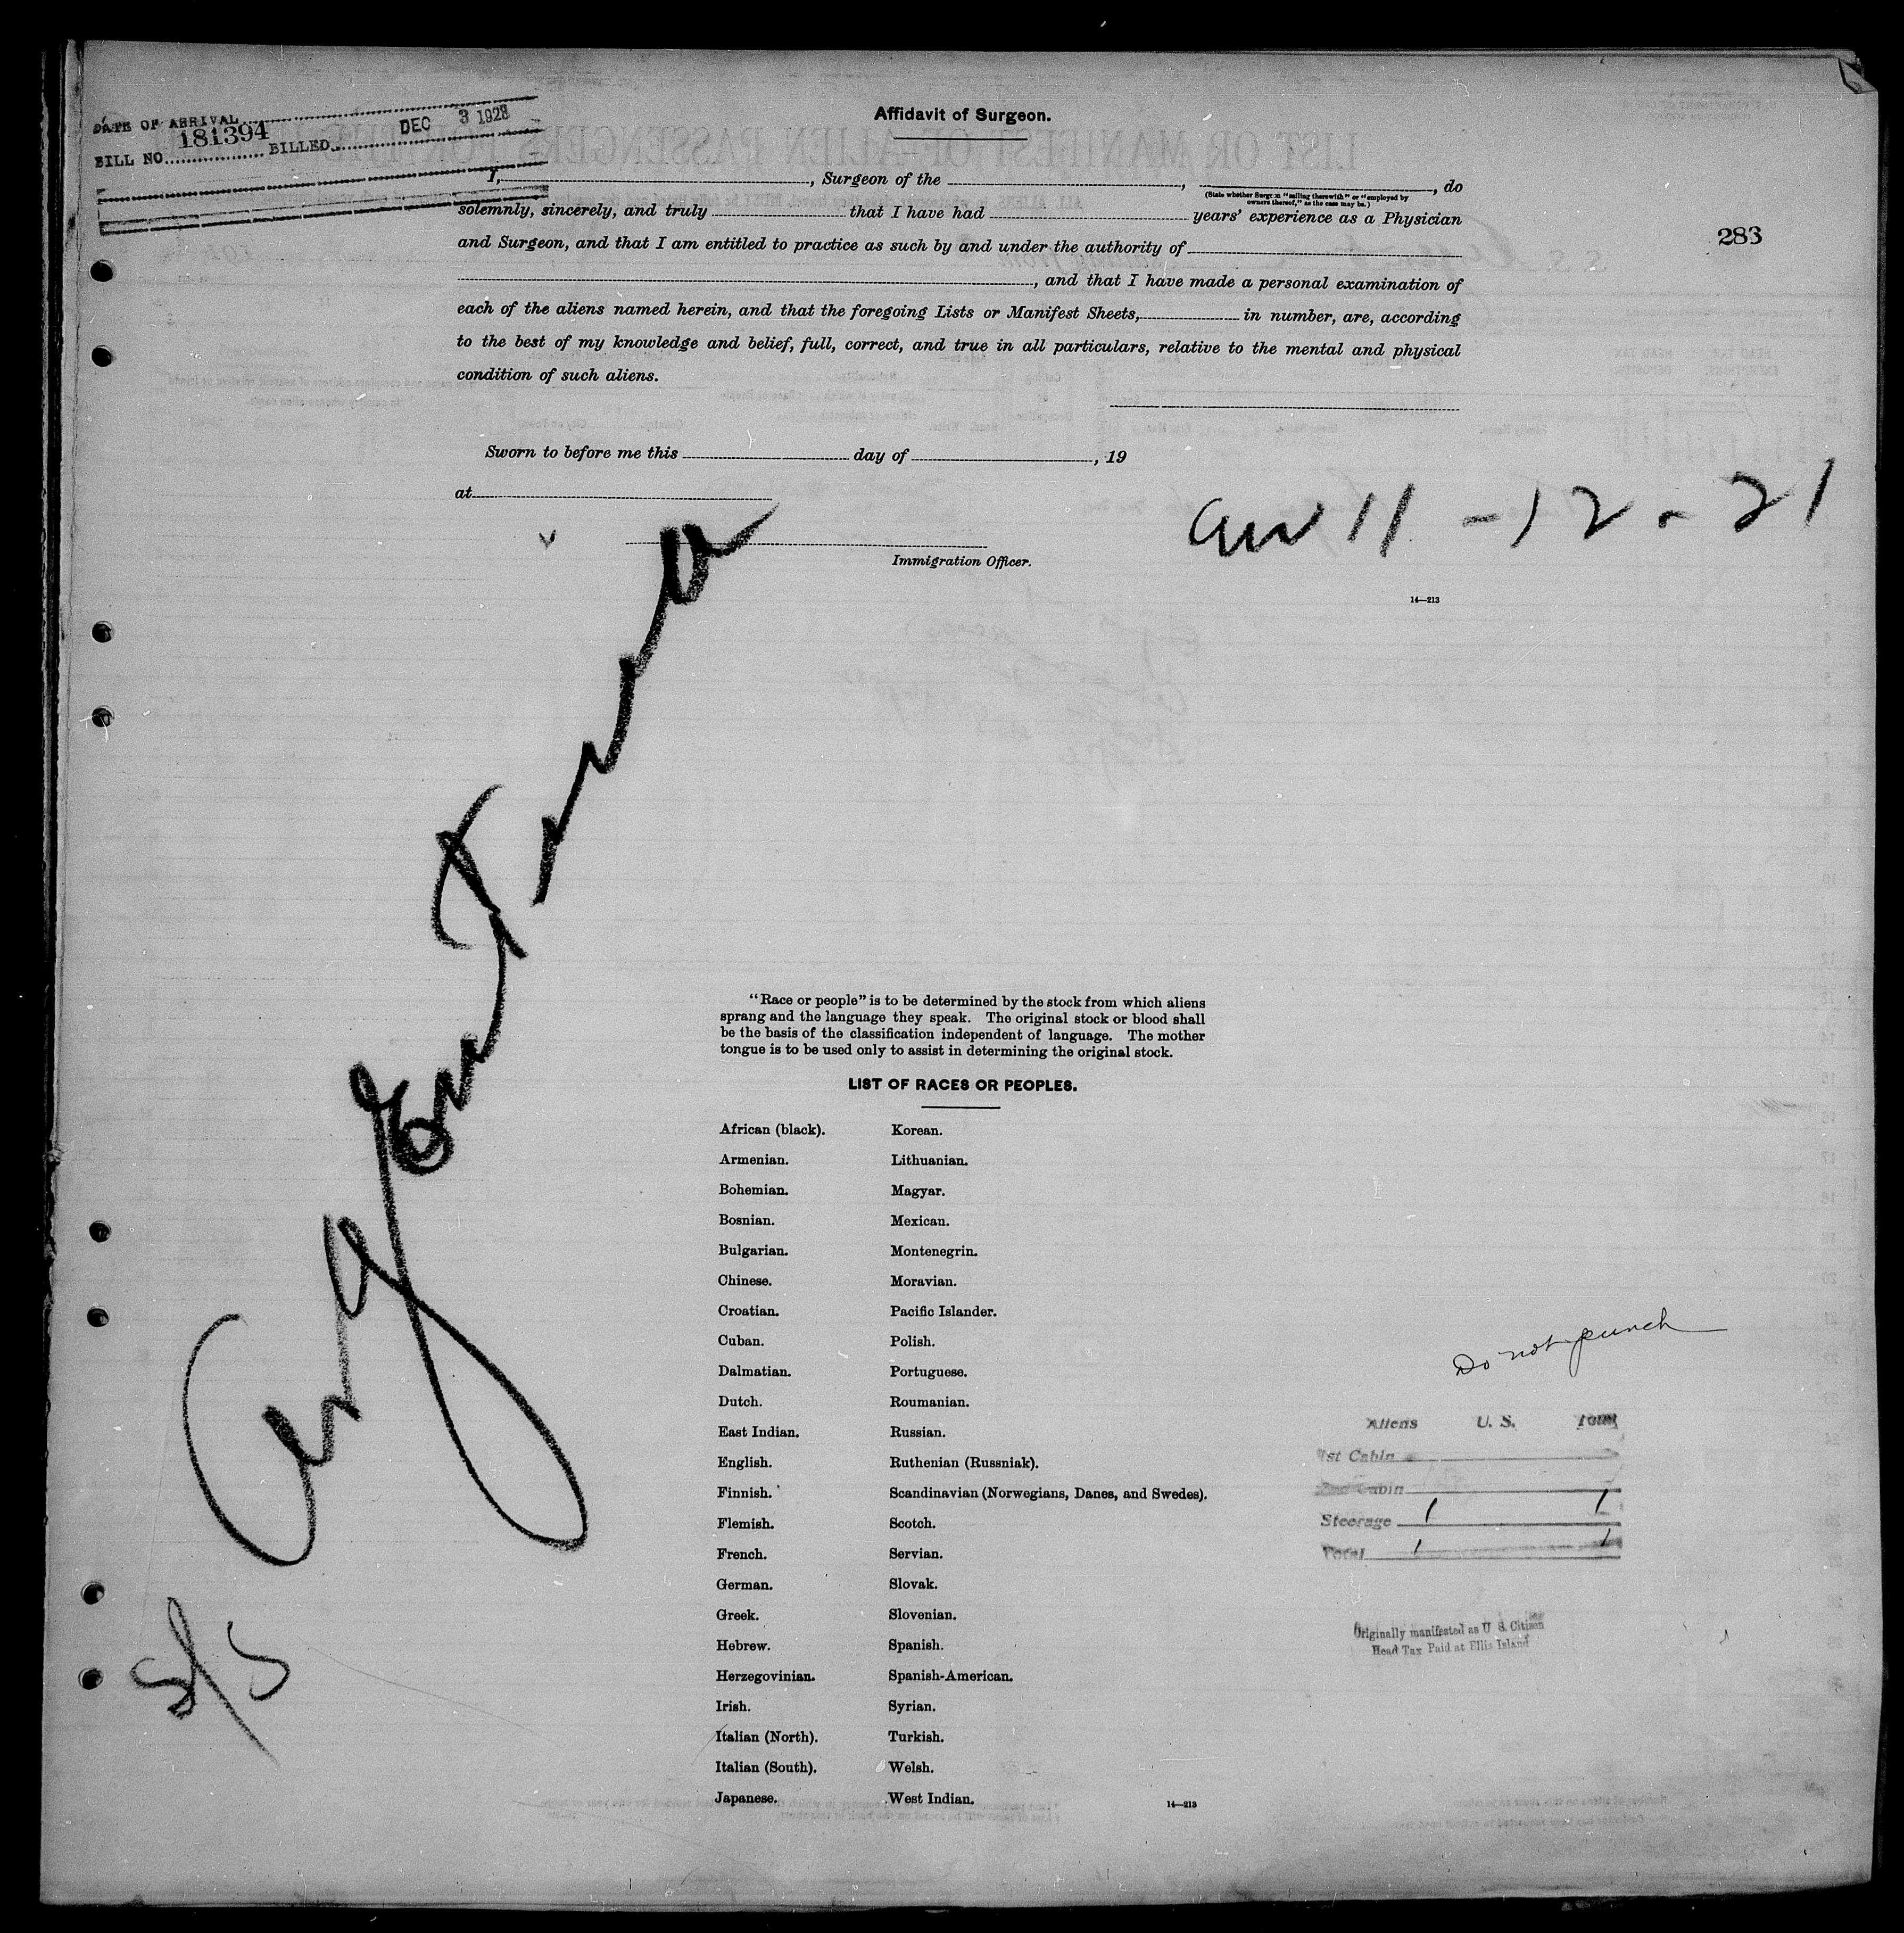 DATE OF ARRIVAL
BILL NO. 181394 BILLED DEC 3 1923
Affidavit of Surgeon.
I, , Surgeon of the , , do
(State whether Surgeon "sailing therewith" or "employed by
owners thereof," as the case may be.)
solemnly, sincerely, and truly that I have had years' experience as a Physician
and Surgeon, and that I am entitled to practice as such by and under the authority of
283
, and that I have made a personal examination of
each of the aliens named herein, and that the foregoing Lists or Manifest Sheets, in number, are, according
to the best of my knowledge and belief, full, correct, and true in all particulars, relative to the mental and physical
condition of such aliens.
Sworn to before me this day of , 19
at
arr 11-12-21
Immigration Officer.
14—213
S/S Argentina
"Race or people" is to be determined by the stock from which aliens
sprang and the language they speak. The original stock or blood shall
be the basis of the classification independent of language. The mother
tongue is to be used only to assist in determining the original stock.
LIST OF RACES OR PEOPLES.
African (black). Korean.
Armenian. Lithuanian.
Bohemian. Magyar.
Bosnian. Mexican.
Bulgarian. Montenegrin.
Chinese. Moravian.
Croatian. Pacific Islander.
Cuban. Polish.
Dalmatian. Portuguese.
Dutch. Roumanian.
East Indian. Russian.
English. Ruthenian (Russniak).
Finnish. Scandinavian (Norwegians, Danes, and Swedes).
Flemish. Scotch.
French. Servian.
German. Slovak.
Greek. Slovenian.
Hebrew. Spanish.
Herzegovinian. Spanish-American.
Irish. Syrian.
Italian (North). Turkish.
Italian (South). Welsh.
Japanese. West Indian.
14—213
Do not punch
Aliens U. S. Total
1st Cabin
2nd Cabin
Steerage 1 1
Total 1 1
Originally manifested as U S. Citizen
Head Tax Paid at Ellis Island